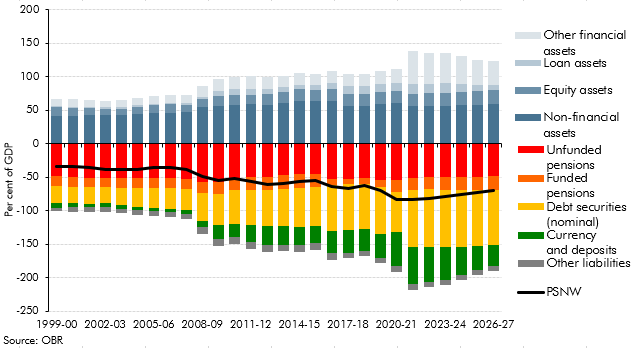 200
150
100
50
0
-50
-100
-150
-200
-250
Per cent of GDP
1999-00 2002-03 2005-06 2008-09 2011-12 2014-15 2017-18 2020-21 2023-24 2026-27
Other financial
assets
Loan assets
Equity assets
Non-financial
assets
Unfunded
pensions
Funded
pensions
Debt securities
(nominal)
Currency
and deposits
Other liabilities
PSNW
Source: OBR